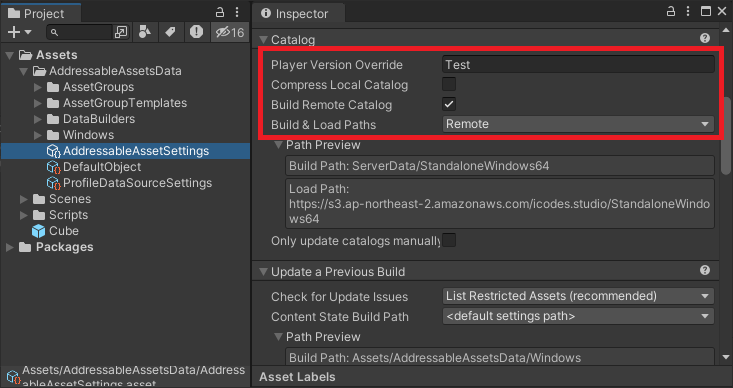 Project
16
Assets
AddressableAssetsData
AssetGroups
AssetGroupTemplates
DataBuilders
Windows
AddressableAssetSettings
DefaultObject
ProfileDataSourceSettings
Scenes
Scripts
Cube
Packages
Assets/AddressableAssetsData/Address
ableAssetSettings.asset
Inspector
Catalog
Player Version Override Test
Compress Local Catalog
Build Remote Catalog
Build & Load Paths Remote
Path Preview
Build Path: ServerData/StandaloneWindows64
Load Path:
https://s3.ap-northeast-2.amazonaws.com/icodes.studio/StandaloneWindo
ws64
Only update catalogs manually
Update a Previous Build
Check for Update Issues List Restricted Assets (recommended)
Content State Build Path <default settings path>
Path Preview
Build Path: Assets/AddressableAssetsData/Windows
Asset Labels